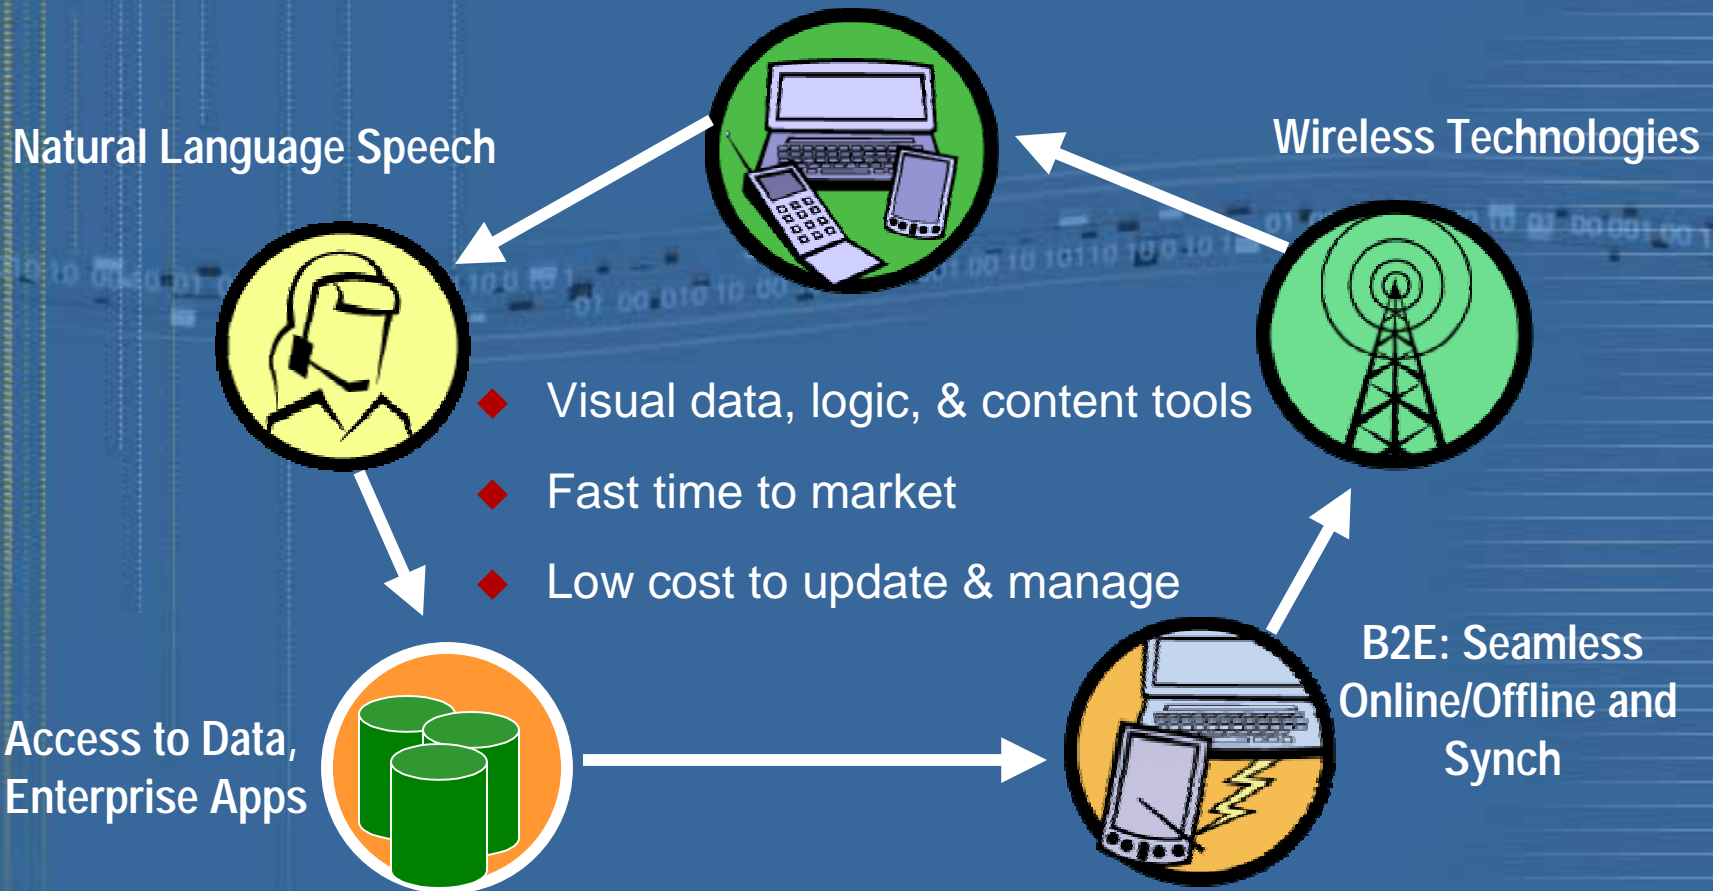 Natural Language Speech
Wireless Technologies
Visual data, logic, & content tools
Fast time to market
Low cost to update & manage
B2E: Seamless
Online/Offline and
Synch
Access to Data,
Enterprise Apps